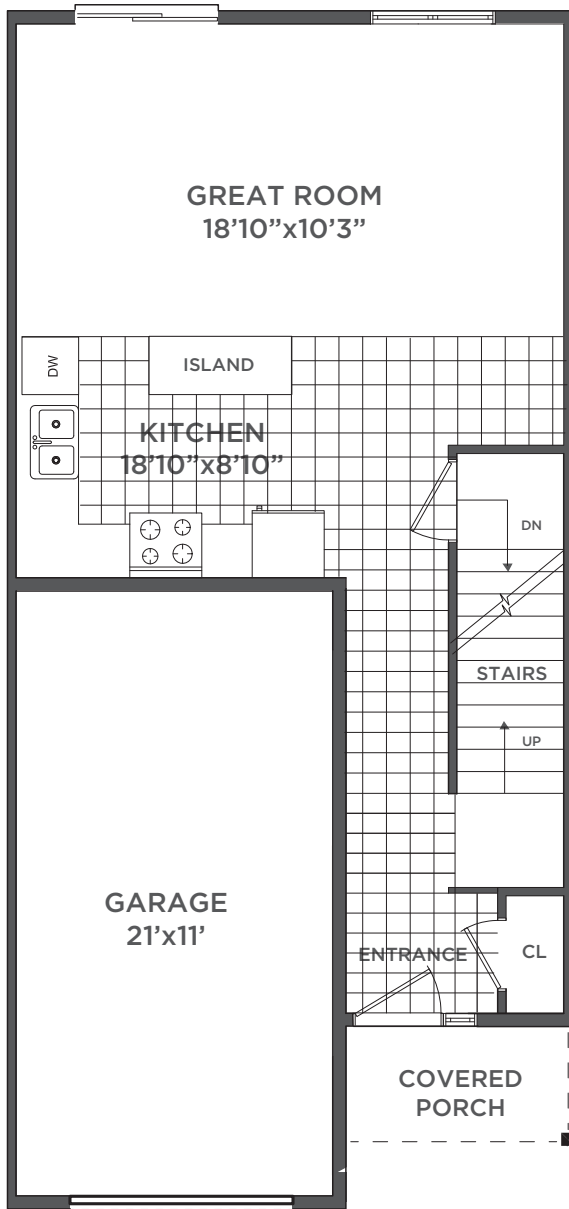 GREAT ROOM
18’10”x10’3”
DW
ISLAND
KITCHEN
18’10”x8’10”
DN
STAIRS
UP
GARAGE
21’x11’
ENTRANCE
CL
COVERED
PORCH